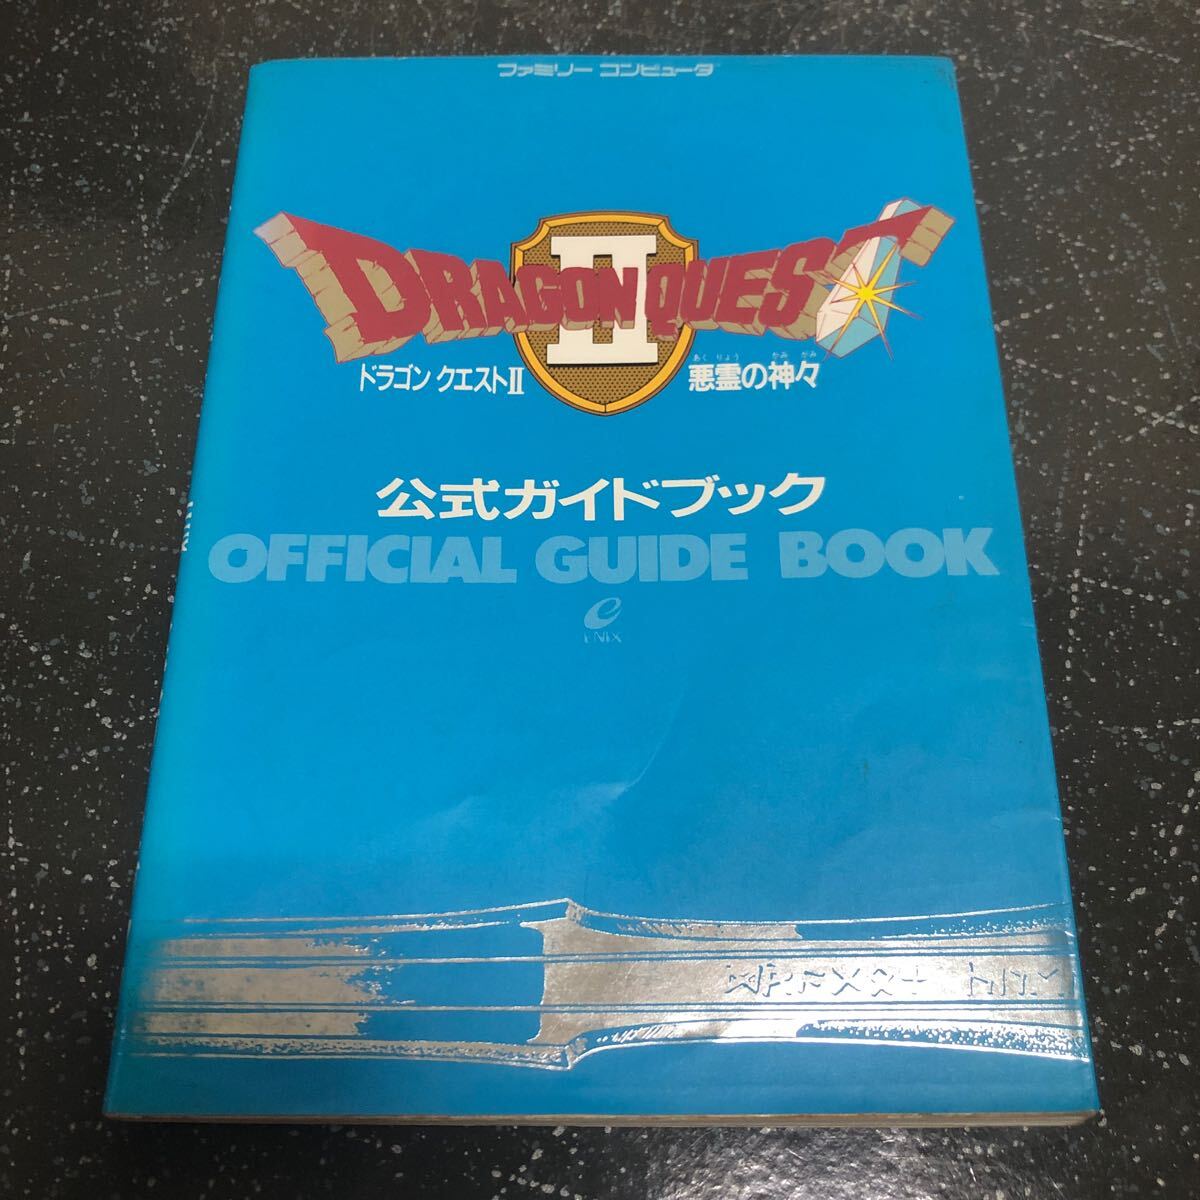 ファミリー コンピュータ
DRAGON QUEST
II
ドラゴン クエストII
あくりょう かみがみ
悪霊の神々
公式ガイドブック
OFFICIAL GUIDE BOOK
e
ENIX